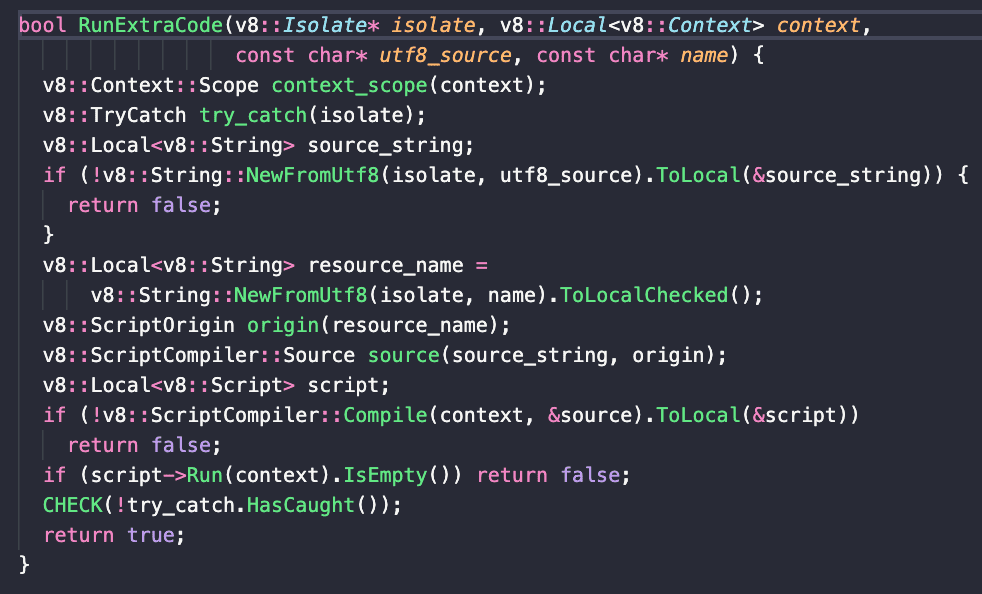 bool RunExtraCode(v8::Isolate* isolate, v8::Local<v8::Context> context,
                  const char* utf8_source, const char* name) {
  v8::Context::Scope context_scope(context);
  v8::TryCatch try_catch(isolate);
  v8::Local<v8::String> source_string;
  if (!v8::String::NewFromUtf8(isolate, utf8_source).ToLocal(&source_string)) {
    return false;
  }
  v8::Local<v8::String> resource_name =
      v8::String::NewFromUtf8(isolate, name).ToLocalChecked();
  v8::ScriptOrigin origin(resource_name);
  v8::ScriptCompiler::Source source(source_string, origin);
  v8::Local<v8::Script> script;
  if (!v8::ScriptCompiler::Compile(context, &source).ToLocal(&script))
    return false;
  if (script->Run(context).IsEmpty()) return false;
  CHECK(!try_catch.HasCaught());
  return true;
}